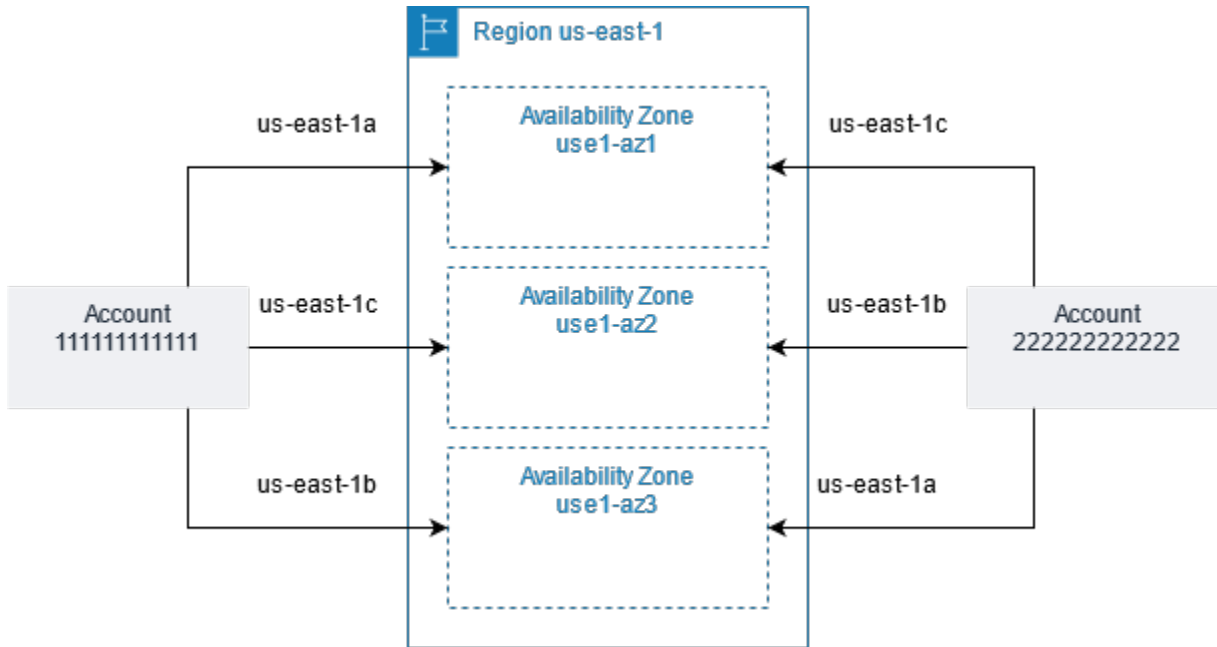 Region us-east-1
us-east-1a
Availability Zone
use1-az1
us-east-1c
Account
111111111111
us-east-1c
Availability Zone
use1-az2
us-east-1b
Account
222222222222
us-east-1b
Availability Zone
use1-az3
us-east-1a